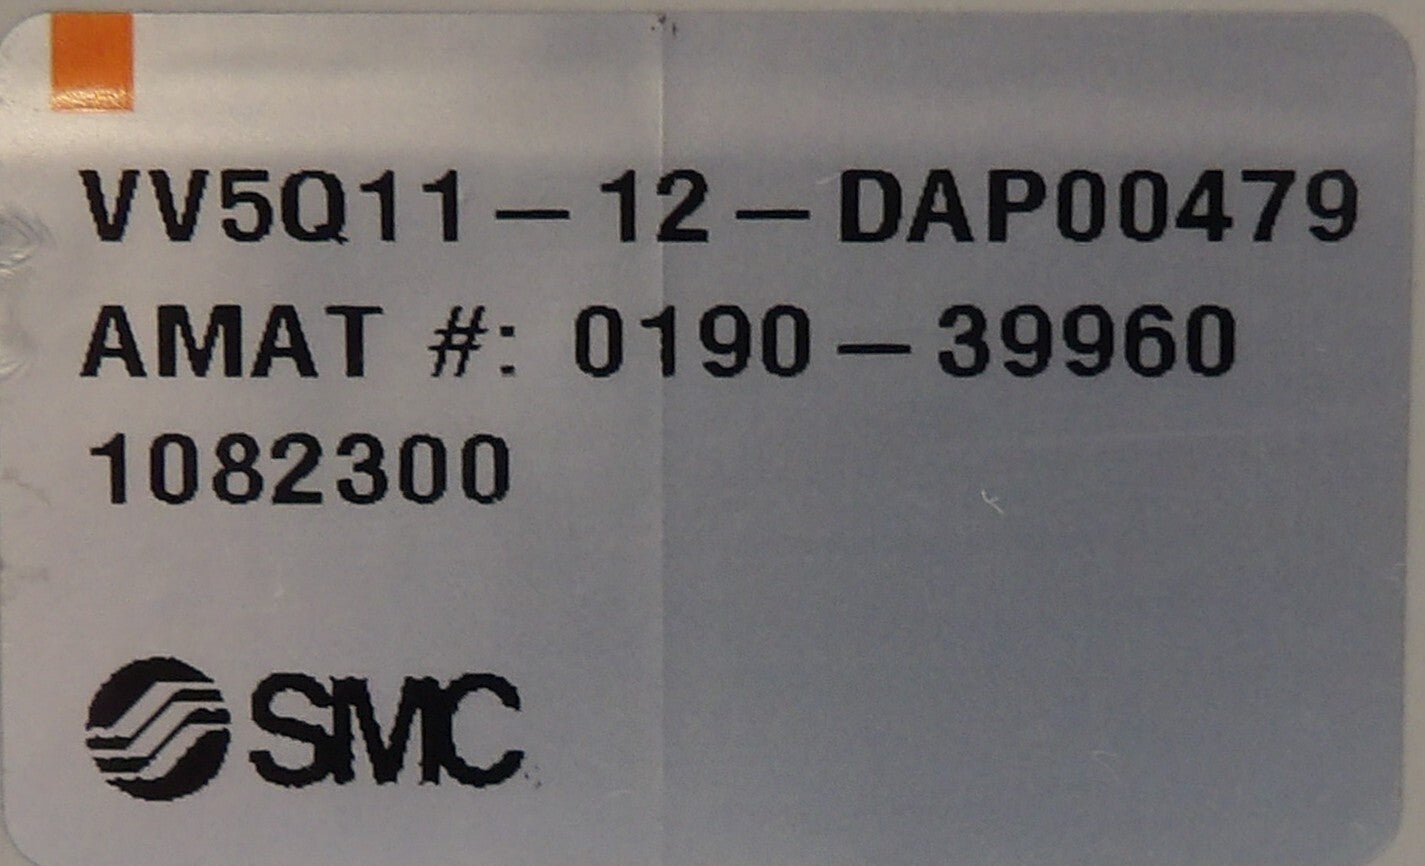 VV5Q11-12-DAP00479
AMAT #: 0190-39960
1082300
SMC